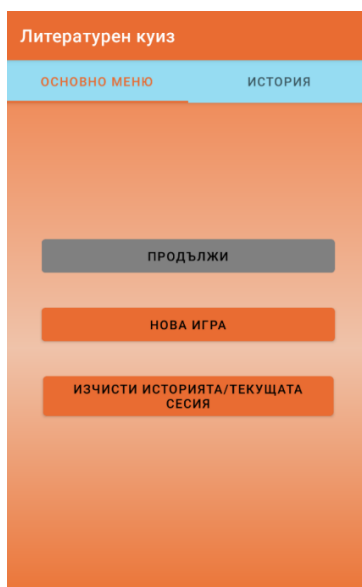 Литературен куиз
ОСНОВНО МЕНЮ ИСТОРИЯ
ПРОДЪЛЖИ
НОВА ИГРА
ИЗЧИСТИ ИСТОРИЯТА/ТЕКУЩАТА
СЕСИЯ